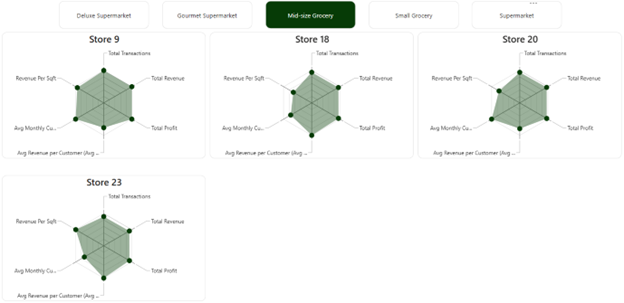 ...
Deluxe Supermarket
Gourmet Supermarket
Mid-size Grocery
Small Grocery
Supermarket
Store 9
Total Transactions
Revenue Per Sqft
Total Revenue
Avg Monthly Cu...
Total Profit
Avg Revenue per Customer (Avg ...
Store 18
Total Transactions
Revenue Per Sqft
Total Revenue
Avg Monthly Cu...
Total Profit
Avg Revenue per Customer (Avg ...
Store 20
Total Transactions
Revenue Per Sqft
Total Revenue
Avg Monthly Cu...
Total Profit
Avg Revenue per Customer (Avg ...
Store 23
Total Transactions
Revenue Per Sqft
Total Revenue
Avg Monthly Cu...
Total Profit
Avg Revenue per Customer (Avg ...